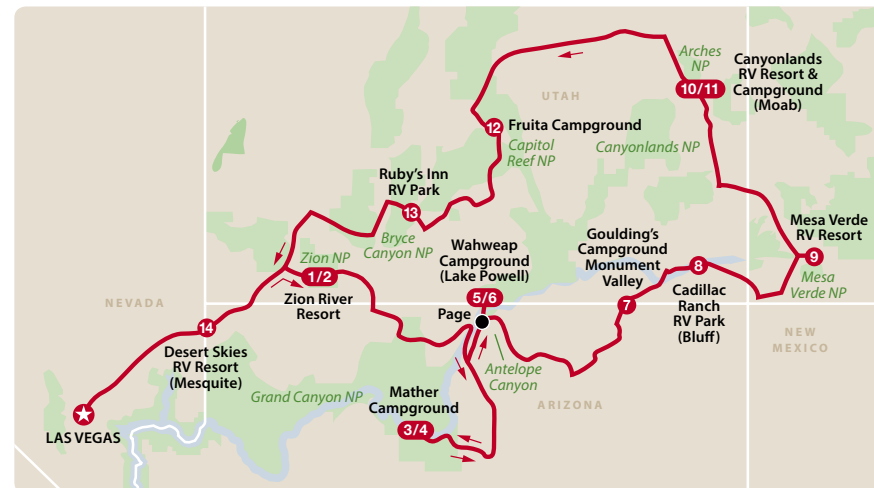 Arches
NP
10/11
Canyonlands
RV Resort &
Campground
(Moab)
UTAH
12
Fruita Campground
Capitol
Reef NP
Canyonlands NP
Ruby's Inn
RV Park
13
Bryce
Canyon NP
Zion NP
1/2
Zion River
Resort
Wahweap
Campground
(Lake Powell)
5/6
Page
Goulding's
Campground
Monument
Valley
7
8
Cadillac
Ranch
RV Park
(Bluff)
Mesa Verde
RV Resort
9
Mesa
Verde NP
NEVADA
14
Desert Skies
RV Resort
(Mesquite)
NEW
MEXICO
Antelope
Canyon
Grand Canyon NP
Mather
Campground
3/4
ARIZONA
LAS VEGAS